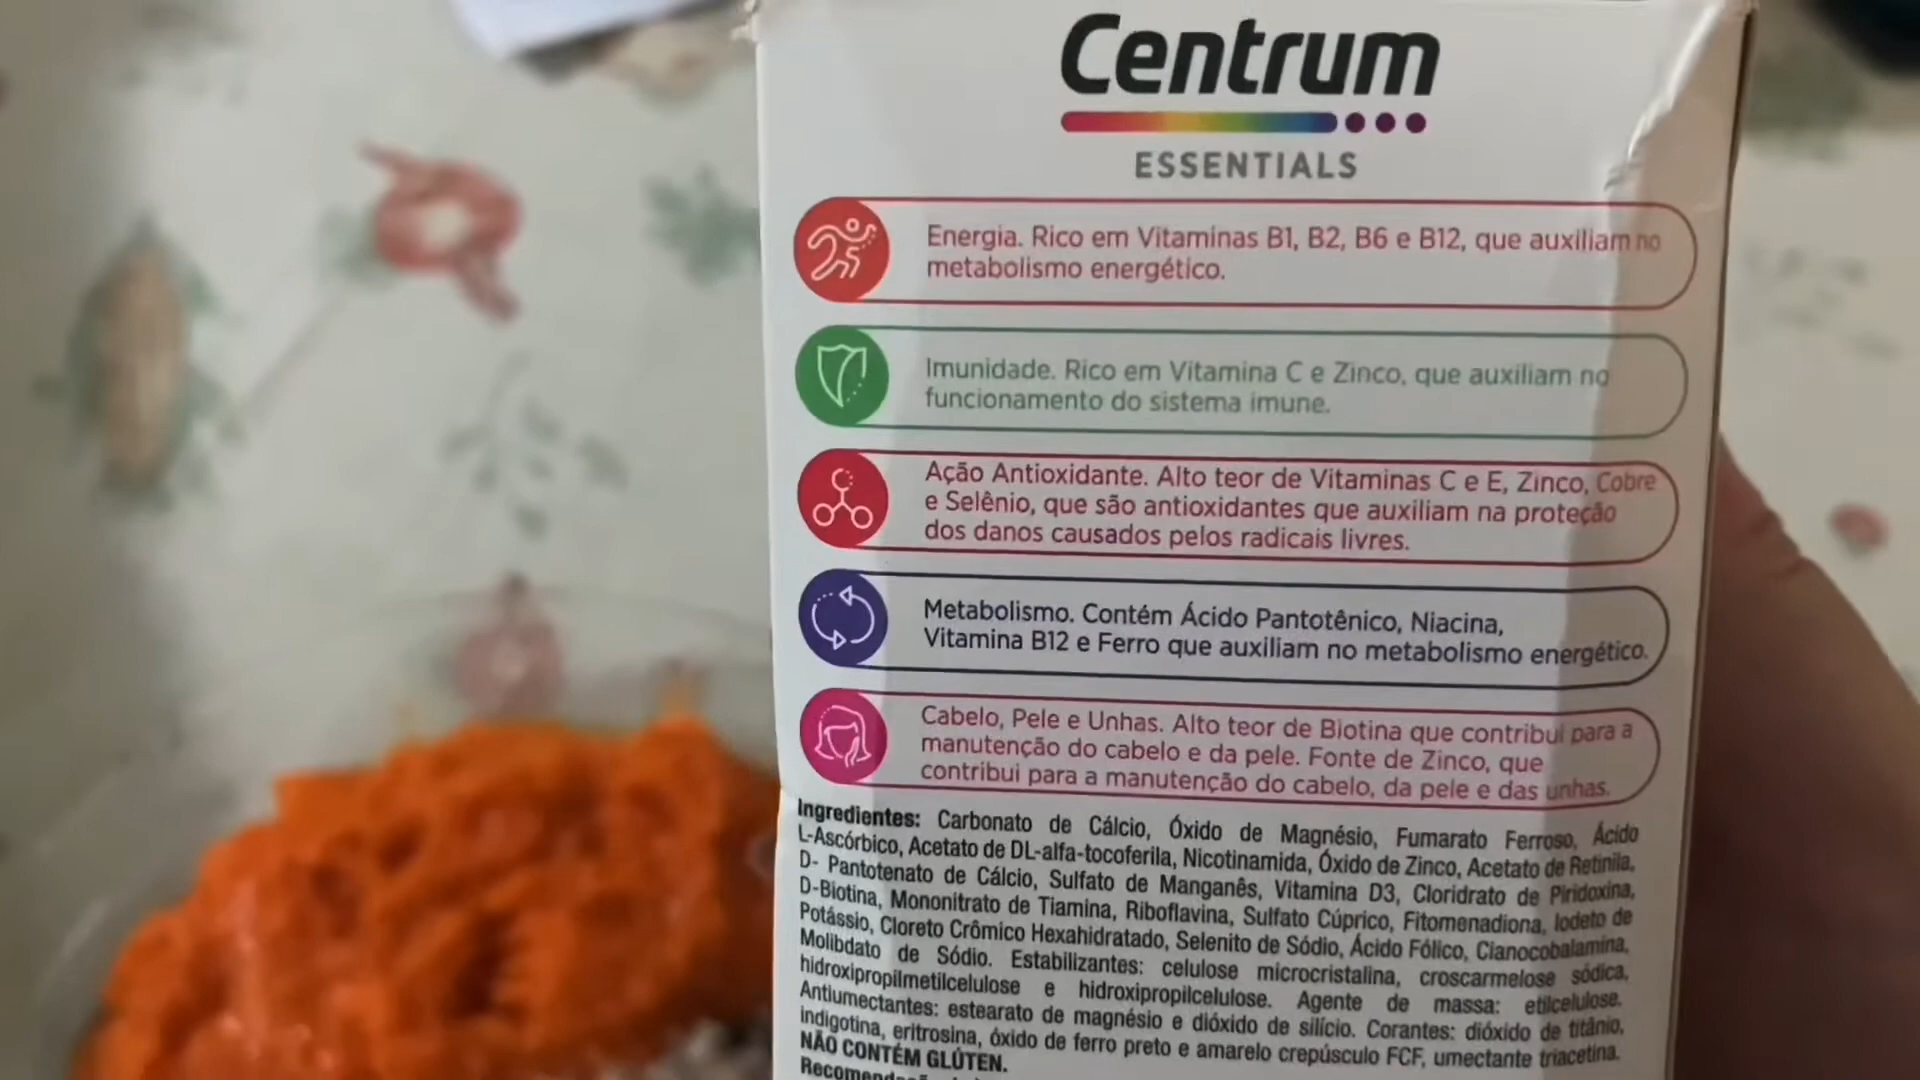 Centrum
ESSENTIALS
Energia. Rico em Vitaminas B1, B2, B6 e B12, que auxiliam no
metabolismo energético.
Imunidade. Rico em Vitamina C e Zinco, que auxiliam no
funcionamento do sistema imune.
Ação Antioxidante. Alto teor de Vitaminas C e E, Zinco, Cobre
e Selênio, que são antioxidantes que auxiliam na proteção
dos danos causados pelos radicais livres.
Metabolismo. Contém Ácido Pantotênico, Niacina,
Vitamina B12 e Ferro que auxiliam no metabolismo energético.
Cabelo, Pele e Unhas. Alto teor de Biotina que contribui para a
manutenção do cabelo e da pele. Fonte de Zinco, que
contribui para a manutenção do cabelo, da pele e das unhas.
Ingredientes: Carbonato de Cálcio, Óxido de Magnésio, Fumarato Ferroso, Ácido
L-Ascórbico, Acetato de DL-alfa-tocoferila, Nicotinamida, Óxido de Zinco, Acetato de Retinila,
D- Pantotenato de Cálcio, Sulfato de Manganês, Vitamina D3, Cloridrato de Piridoxina,
D-Biotina, Mononitrato de Tiamina, Riboflavina, Sulfato Cúprico, Fitomenadiona, Iodeto de
Potássio, Cloreto Crômico Hexahidratado, Selenito de Sódio, Ácido Fólico, Cianocobalamina,
Molibdato de Sódio. Estabilizantes: celulose microcristalina, croscarmelose sódica,
hidroxipropilmetilcelulose e hidroxipropilcelulose. Agente de massa: etilcelulose.
Antiumectantes: estearato de magnésio e dióxido de silício. Corantes: dióxido de titânio,
indigotina, eritrosina, óxido de ferro preto e amarelo crepúsculo FCF, umectante triacetina.
NÃO CONTÉM GLÚTEN.